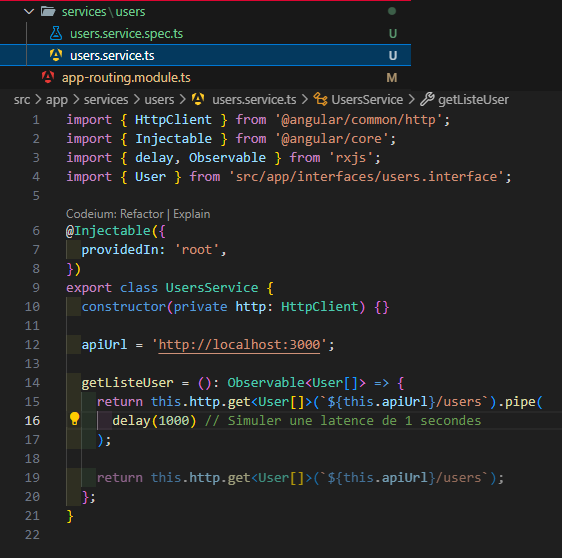 services\users
users.service.spec.ts U
users.service.ts U
app-routing.module.ts M
src > app > services > users > users.service.ts > UsersService > getListeUser
1 import { HttpClient } from '@angular/common/http';
2 import { Injectable } from '@angular/core';
3 import { delay, Observable } from 'rxjs';
4 import { User } from 'src/app/interfaces/users.interface';
5
Codeium: Refactor | Explain
6 @Injectable({
7   providedIn: 'root',
8 })
9 export class UsersService {
10   constructor(private http: HttpClient) {}
11
12   apiUrl = 'http://localhost:3000';
13
14   getListeUser = (): Observable<User[]> => {
15     return this.http.get<User[]>(`${this.apiUrl}/users`).pipe(
16       delay(1000) // Simuler une latence de 1 secondes
17     );
18
19     return this.http.get<User[]>(`${this.apiUrl}/users`);
20   };
21 }
22